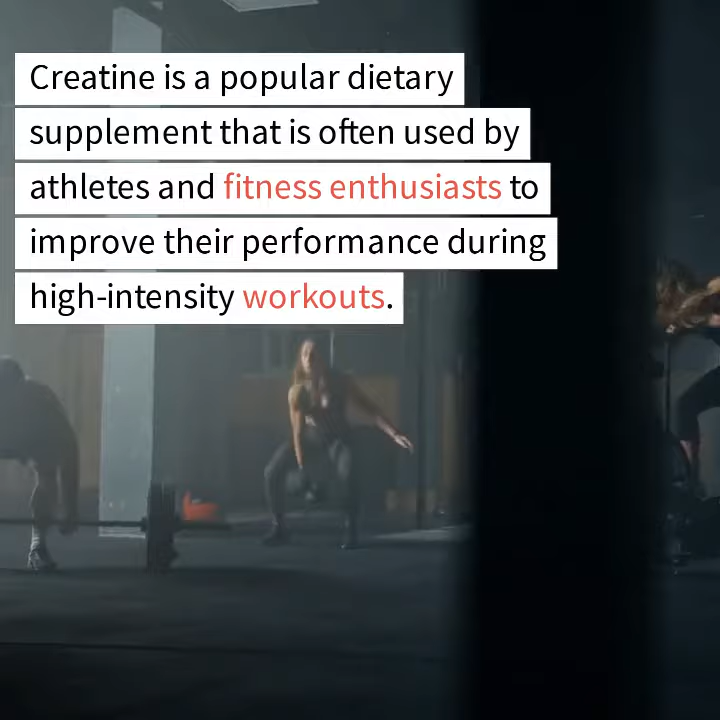 Creatine is a popular dietary
supplement that is often used by
athletes and fitness enthusiasts to
improve their performance during
high-intensity workouts.